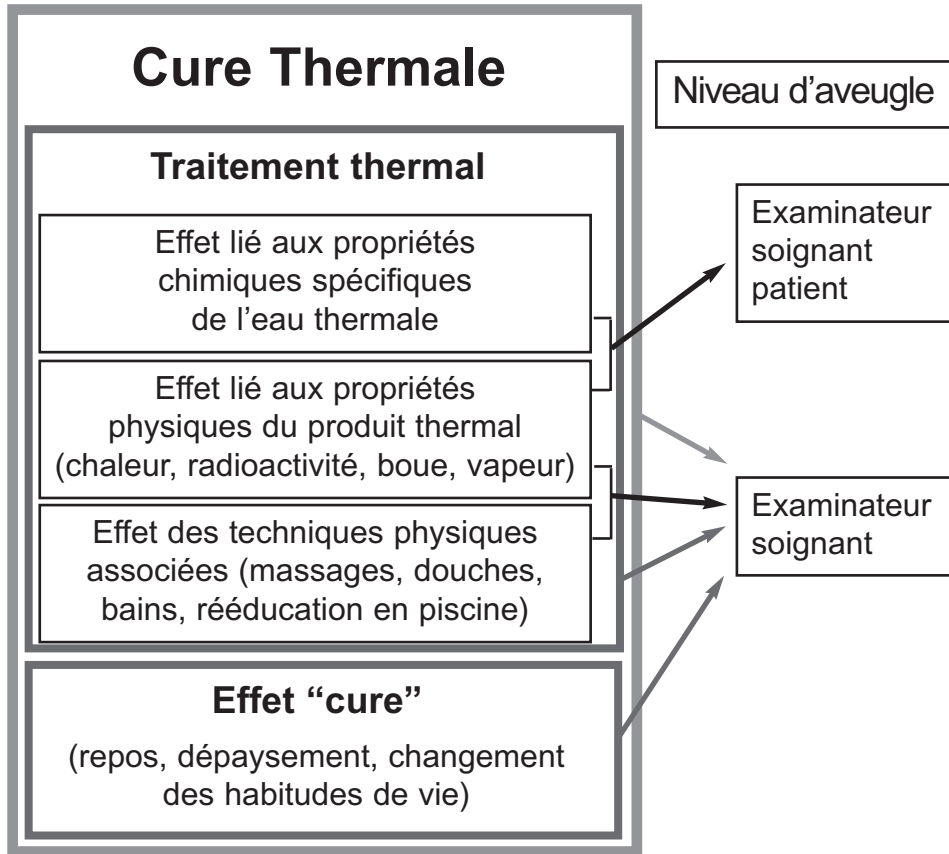 Cure Thermale
Niveau d’aveugle
Traitement thermal
Effet lié aux propriétés
chimiques spécifiques
de l’eau thermale
Examinateur
soignant
patient
Effet lié aux propriétés
physiques du produit thermal
(chaleur, radioactivité, boue, vapeur)
Effet des techniques physiques
associées (massages, douches,
bains, rééducation en piscine)
Examinateur
soignant
Effet “cure”
(repos, dépaysement, changement
des habitudes de vie)